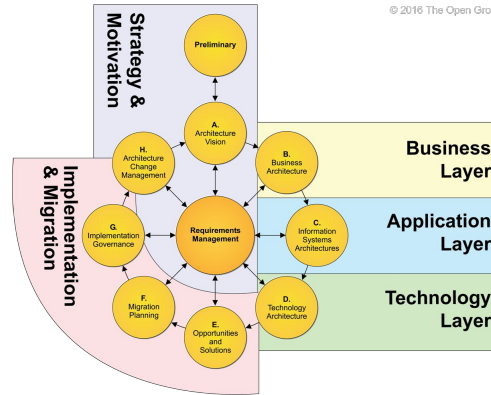 © 2016 The Open Gro
Strategy &
Motivation
Preliminary
A.
Architecture
Vision
H.
Architecture
Change
Management
B.
Business
Architecture
Business
Layer
Implementation
& Migration
G.
Implementation
Governance
Requirements
Management
C.
Information
Systems
Architectures
Application
Layer
F.
Migration
Planning
D.
Technology
Architecture
Technology
Layer
E.
Opportunities
and
Solutions